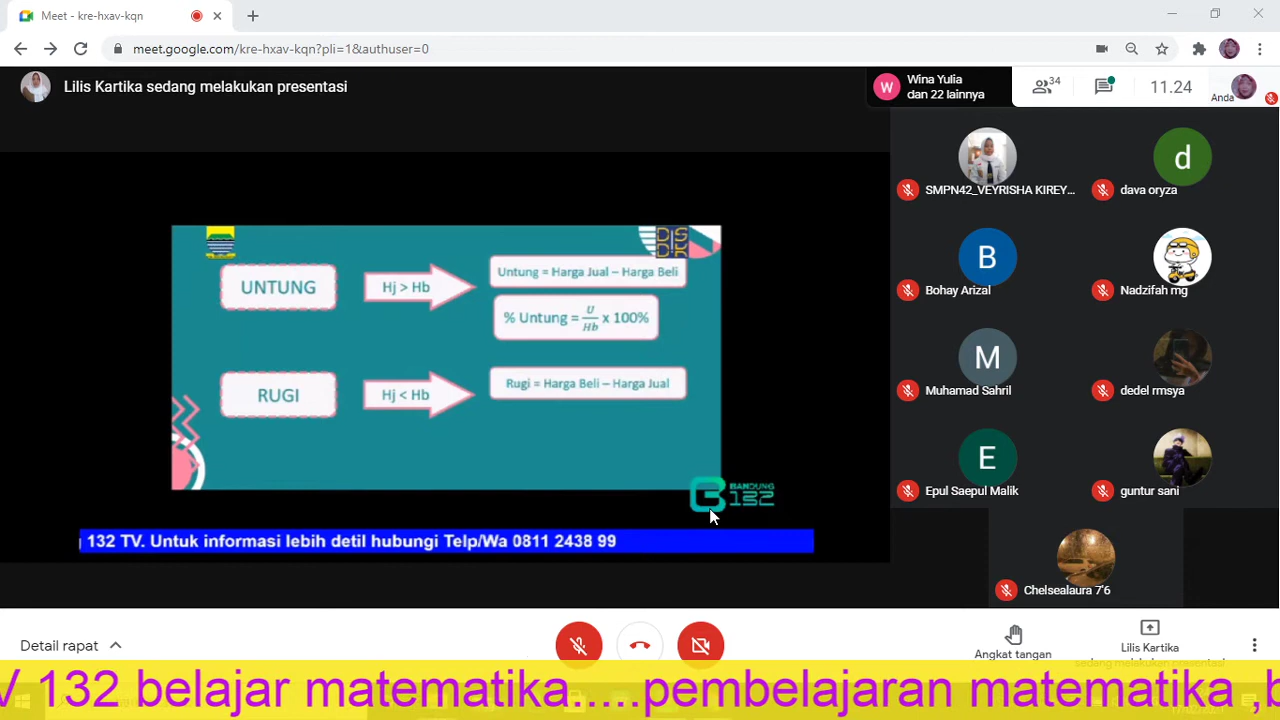 Meet - kre-hxav-kqn
meet.google.com/kre-hxav-kqn?pli=1&authuser=0
Lilis Kartika sedang melakukan presentasi
Wina Yulia
dan 22 lainnya
W
34
11.24
Anda
UNTUNG
Hj > Hb
Untung = Harga Jual – Harga Beli
% Untung = U/Hb x 100%
RUGI
Hj < Hb
Rugi = Harga Beli – Harga Jual
DISDIK
BANDUNG
132
132 TV. Untuk informasi lebih detil hubungi Telp/Wa 0811 2438 99
SMPN42_VEYRISHA KIREY...
d
dava oryza
B
Bohay Arizal
Nadzifah mg
M
Muhamad Sahril
dedel rmsya
E
Epul Saepul Malik
guntur sani
Chelsealaura 7'6
Detail rapat
Angkat tangan
Lilis Kartika
sedang melakukan presentasi
V 132 belajar matematika.....pembelajaran matematika ,b